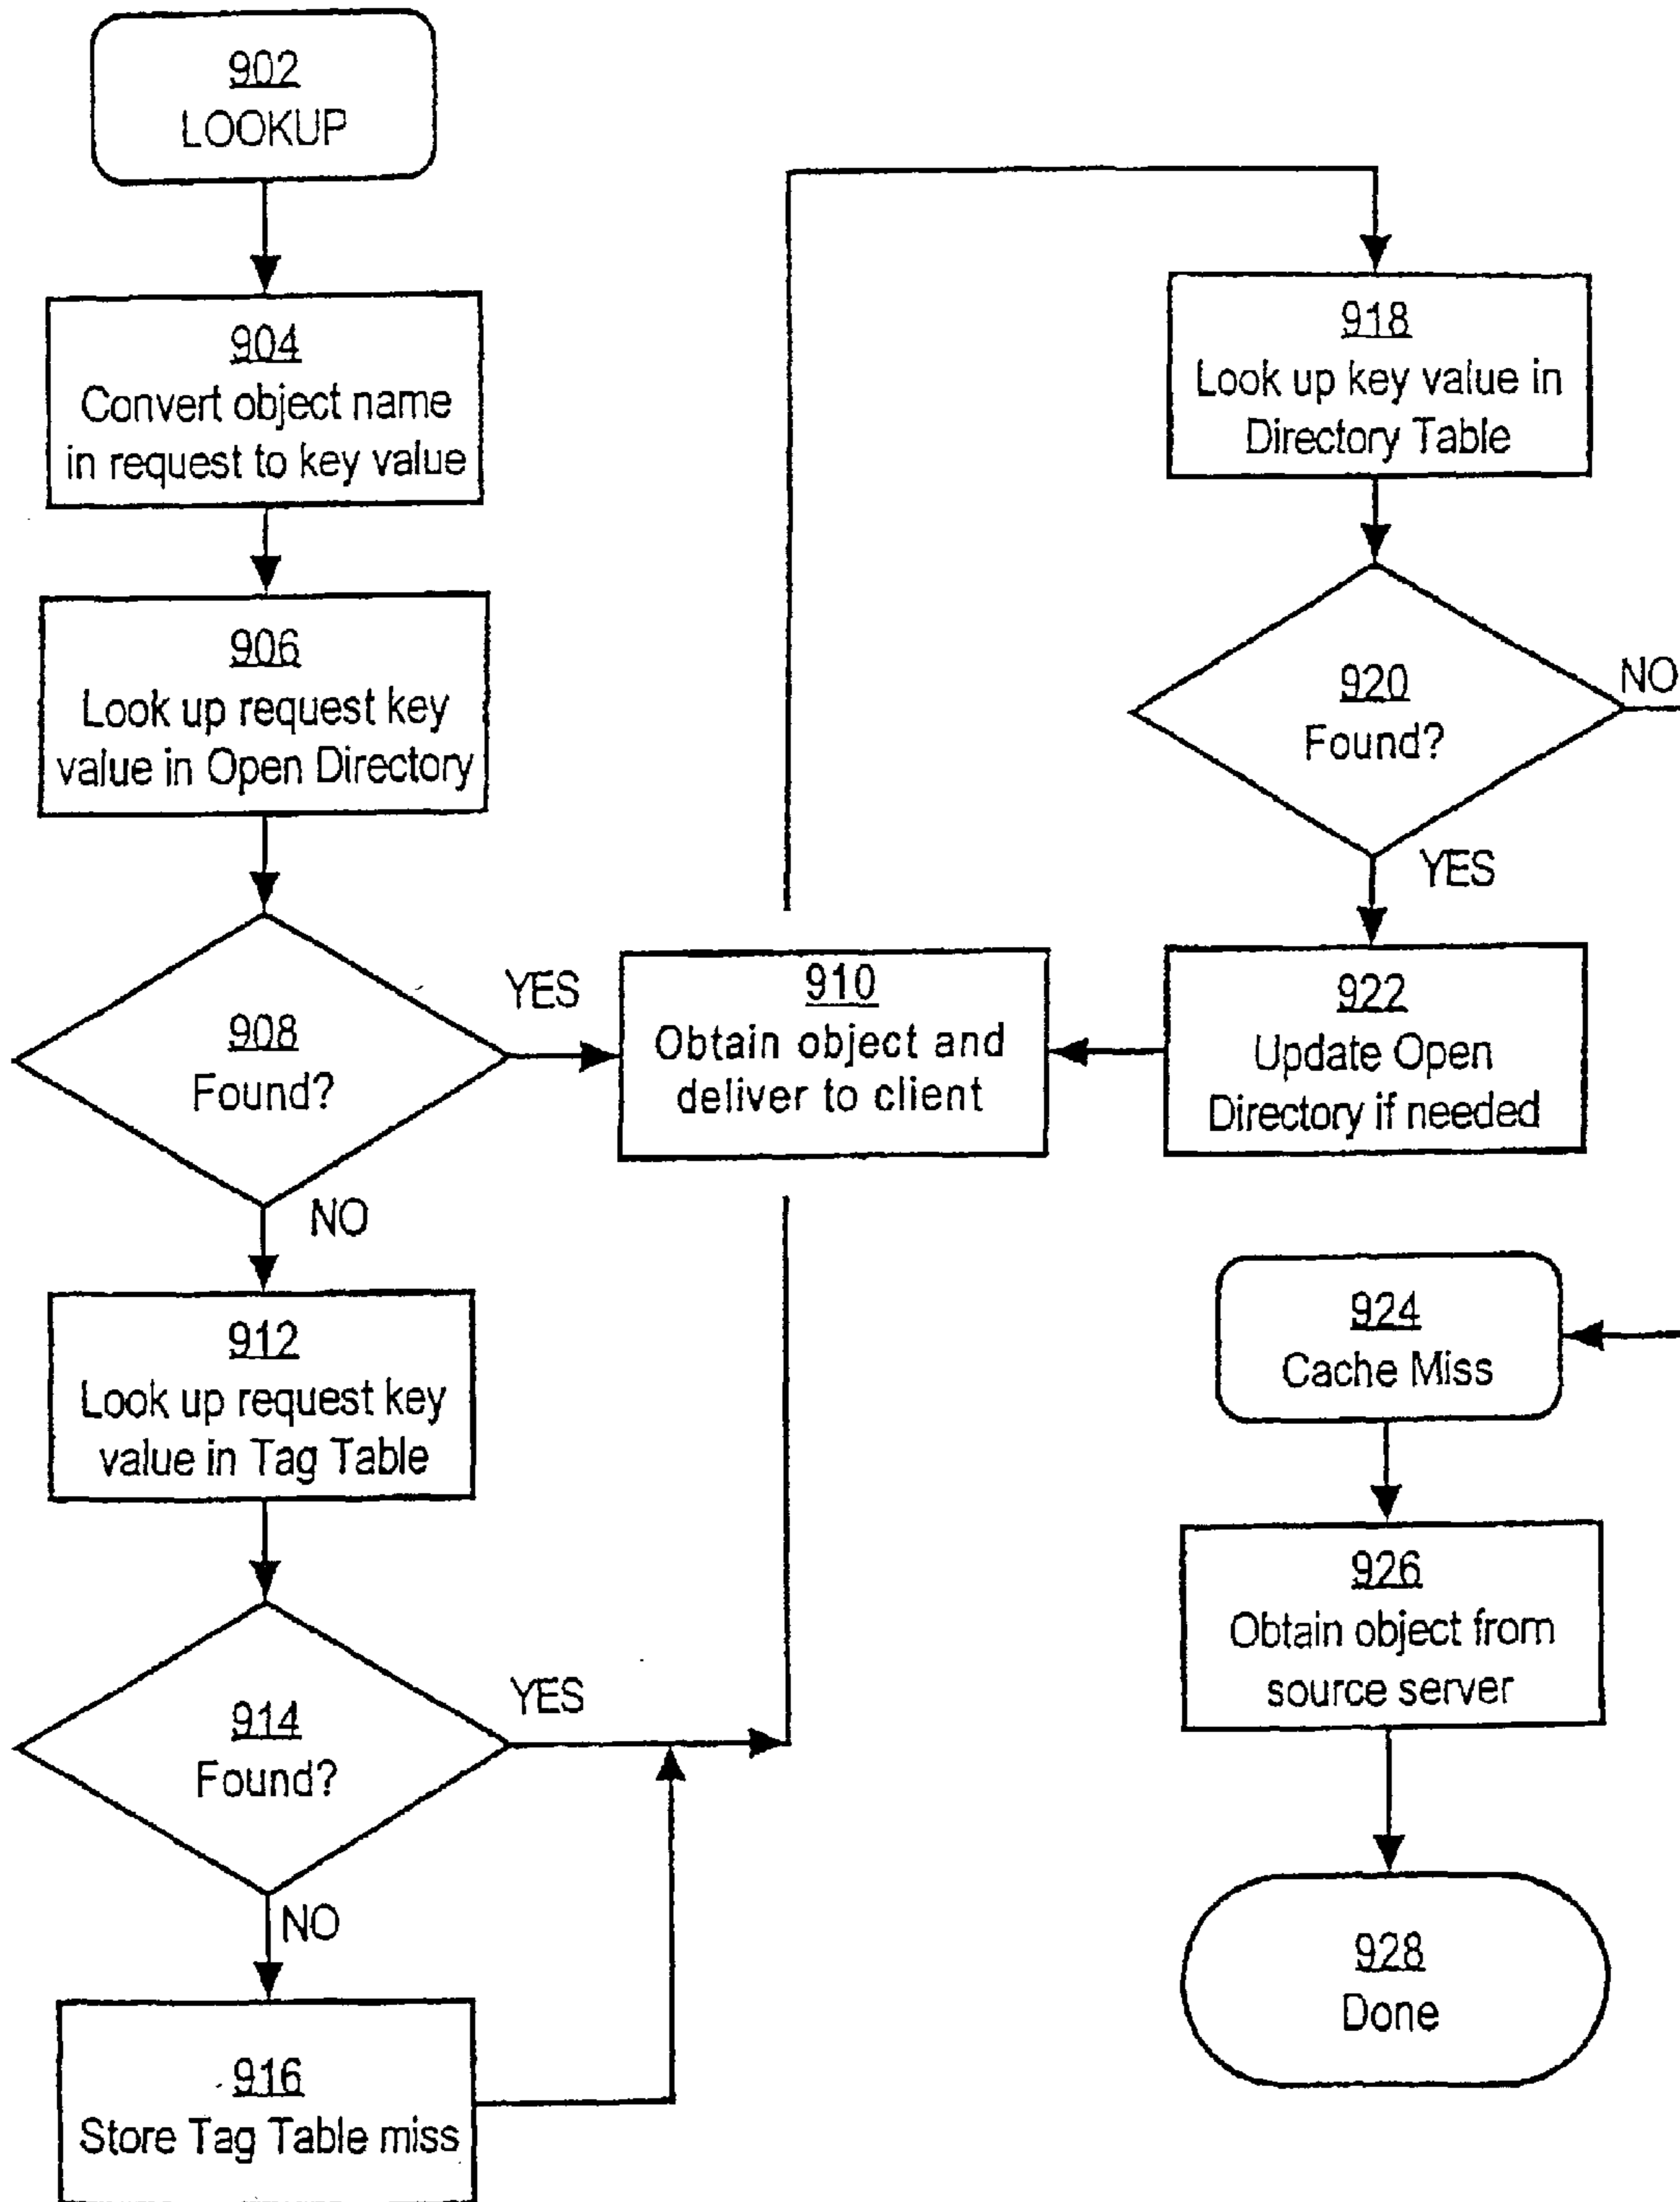 902
LOOKUP
904
Convert object name
in request to key value
906
Look up request key
value in Open Directory
908
Found?
YES
NO
910
Obtain object and
deliver to client
912
Look up request key
value in Tag Table
914
Found?
YES
NO
916
Store Tag Table miss
918
Look up key value in
Directory Table
920
Found?
NO
YES
922
Update Open
Directory if needed
924
Cache Miss
926
Obtain object from
source server
928
Done